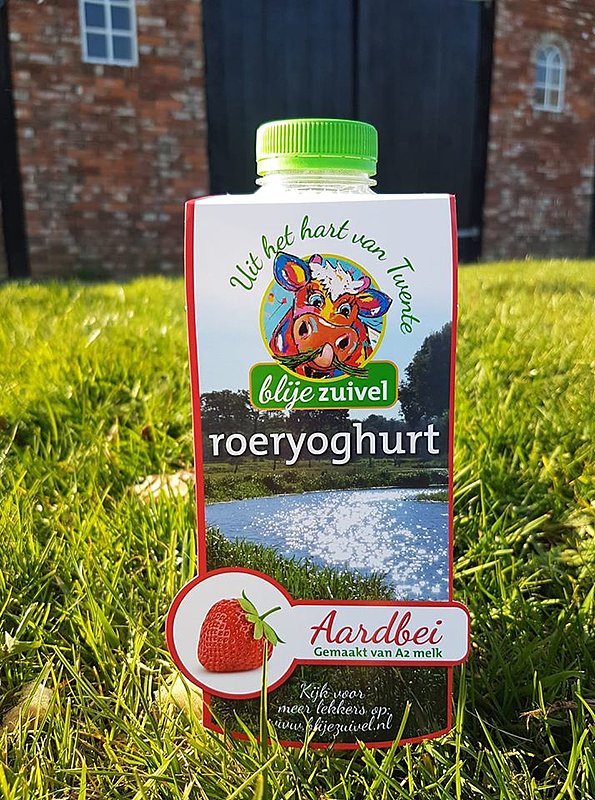 Uit het hart van Twente
blije zuivel
roeryoghurt
Aardbei
Gemaakt van A2 melk
Kijk voor
meer lekkers op:
www.blijezuivel.nl